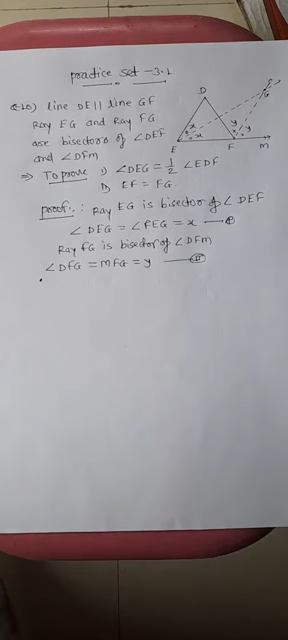 practice set - 3.1
Q-10) line DE || line GF
Ray EG and Ray FG
are bisector of ∠DEF
and ∠DFM
⇒ To prove i) ∠DEG = 1/2 ∠EDF
ii) EF = FG.
proof. : Ray EG is bisector of ∠DEF
∠DEG = ∠FEG = x — ①
Ray FG is bisector of ∠DFM
∠DFG = MFG = y — ②
D
G
x
x
y
y
E
F
M